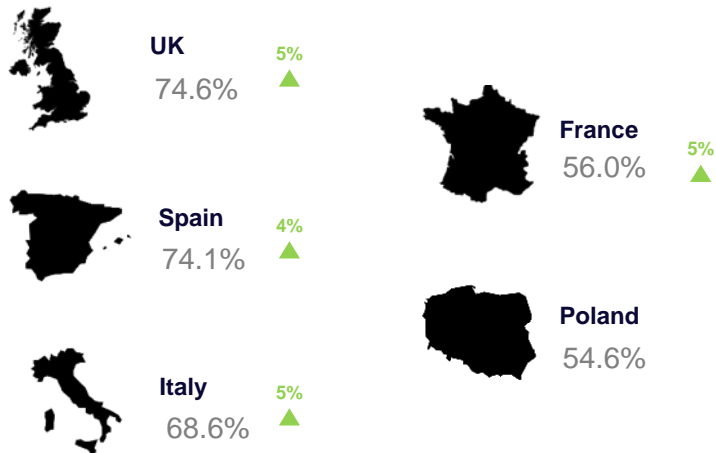 UK
74.6%
5%
Spain
74.1%
4%
Italy
68.6%
5%
France
56.0%
5%
Poland
54.6%